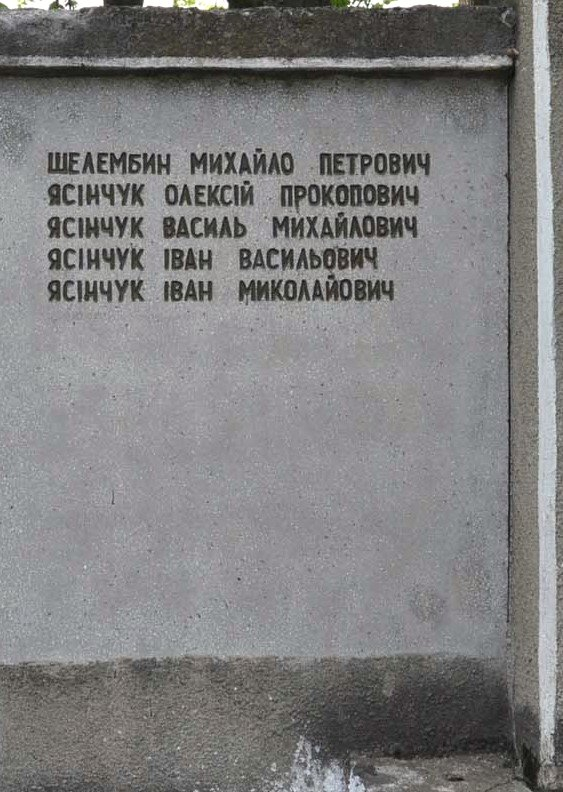 ШЕЛЕМБИН МИХАЙЛО ПЕТРОВИЧ
ЯСІНЧУК ОЛЕКСІЙ ПРОКОПОВИЧ
ЯСІНЧУК ВАСИЛЬ МИХАЙЛОВИЧ
ЯСІНЧУК ІВАН ВАСИЛЬОВИЧ
ЯСІНЧУК ІВАН МИКОЛАЙОВИЧ